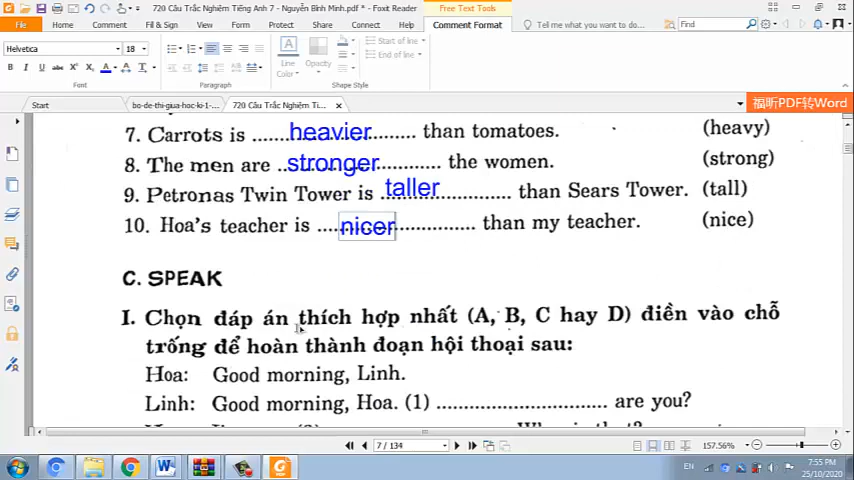 720 Câu Trắc Nghiệm Tiếng Anh 7 - Nguyễn Bình Minh.pdf * - Foxit Reader
Free Text Tools
File Home Comment View Form Protect Share Connect Help Extras Comment Format Tell me what you want to do... Find
Helvetica 18 Start of line
End of line
B I U abc X² X₂ A Line Color Opacity
Font Paragraph Shape Style
Start bo-de-thi-giua-hoc-ki-1-... 720 Câu Trắc Nghiệm Ti... 福昕PDF转Word
7. Carrots is .... heavier .... than tomatoes. (heavy)
8. The men are .... stronger .... the women. (strong)
9. Petronas Twin Tower is .... taller .... than Sears Tower. (tall)
10. Hoa's teacher is .... nicer .... than my teacher. (nice)
C. SPEAK
I. Chọn đáp án thích hợp nhất (A, B, C hay D) điền vào chỗ
trống để hoàn thành đoạn hội thoại sau:
Hoa: Good morning, Linh.
Linh: Good morning, Hoa. (1) .... are you?
7 / 134 157.56%
EN 7:55 PM
25/10/2020